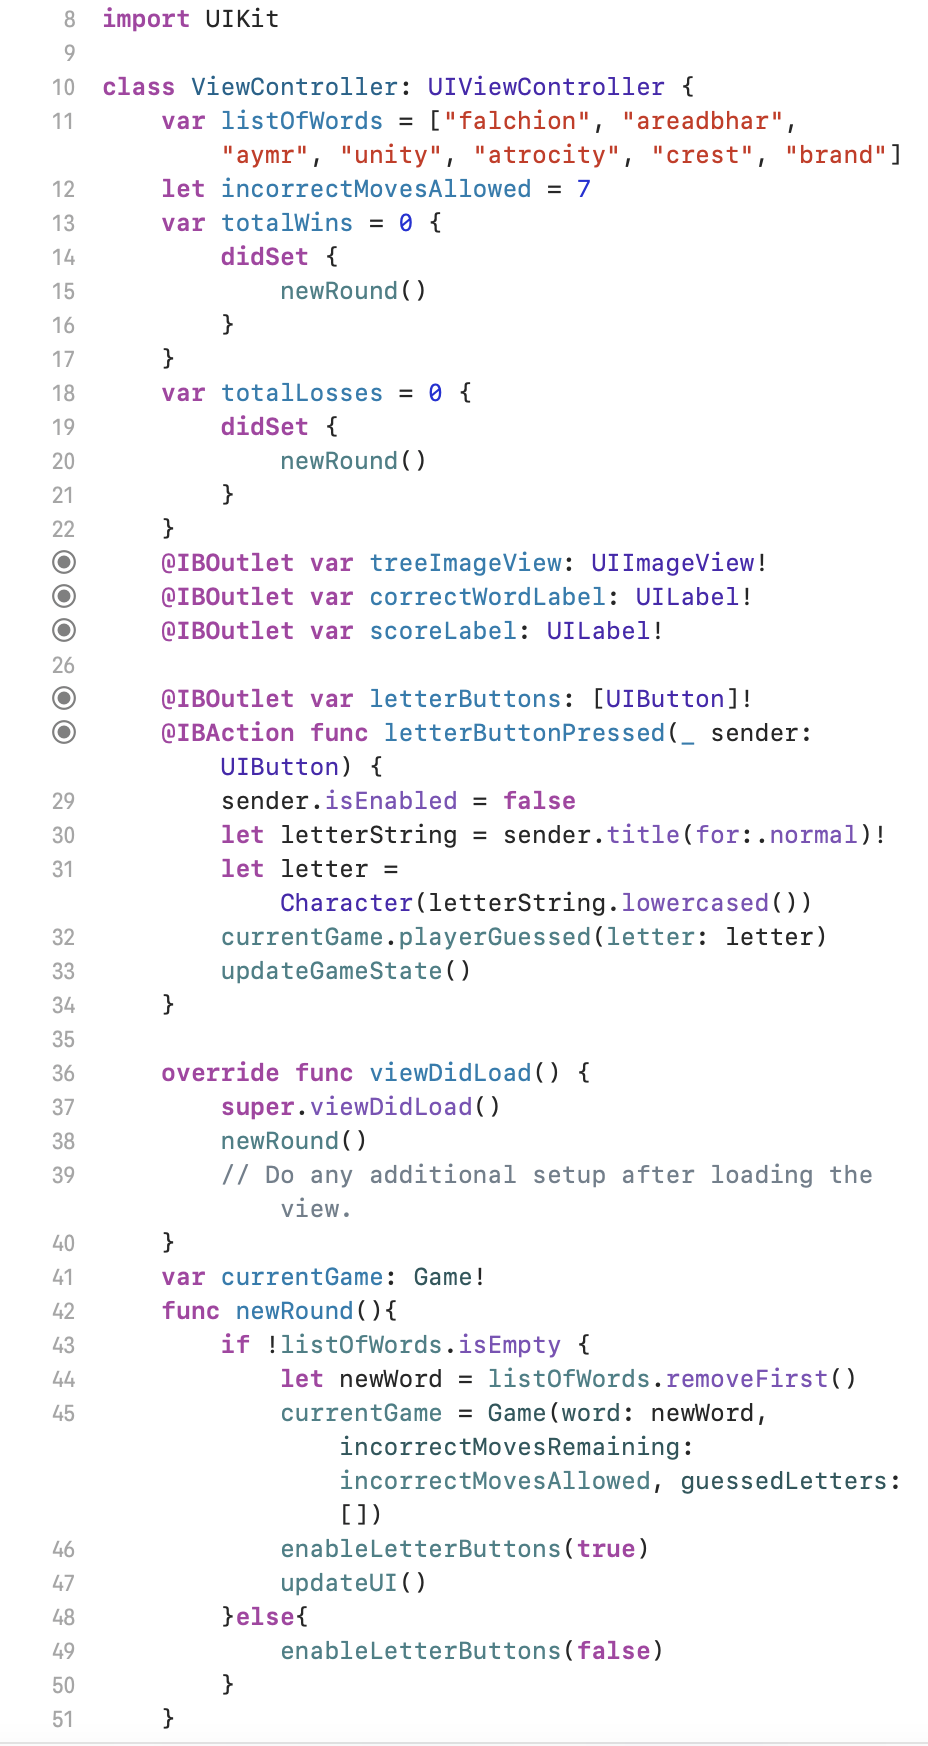 8 import UIKit
9
10 class ViewController: UIViewController {
11     var listOfWords = ["falchion", "areadbhar",
            "aymr", "unity", "atrocity", "crest", "brand"]
12     let incorrectMovesAllowed = 7
13     var totalWins = 0 {
14         didSet {
15             newRound()
16         }
17     }
18     var totalLosses = 0 {
19         didSet {
20             newRound()
21         }
22     }
       @IBOutlet var treeImageView: UIImageView!
       @IBOutlet var correctWordLabel: UILabel!
       @IBOutlet var scoreLabel: UILabel!
26
       @IBOutlet var letterButtons: [UIButton]!
       @IBAction func letterButtonPressed(_ sender:
           UIButton) {
29         sender.isEnabled = false
30         let letterString = sender.title(for:.normal)!
31         let letter =
               Character(letterString.lowercased())
32         currentGame.playerGuessed(letter: letter)
33         updateGameState()
34     }
35
36     override func viewDidLoad() {
37         super.viewDidLoad()
38         newRound()
39         // Do any additional setup after loading the
               view.
40     }
41     var currentGame: Game!
42     func newRound(){
43         if !listOfWords.isEmpty {
44             let newWord = listOfWords.removeFirst()
45             currentGame = Game(word: newWord,
                   incorrectMovesRemaining:
                   incorrectMovesAllowed, guessedLetters:
                   [])
46             enableLetterButtons(true)
47             updateUI()
48         }else{
49             enableLetterButtons(false)
50         }
51     }